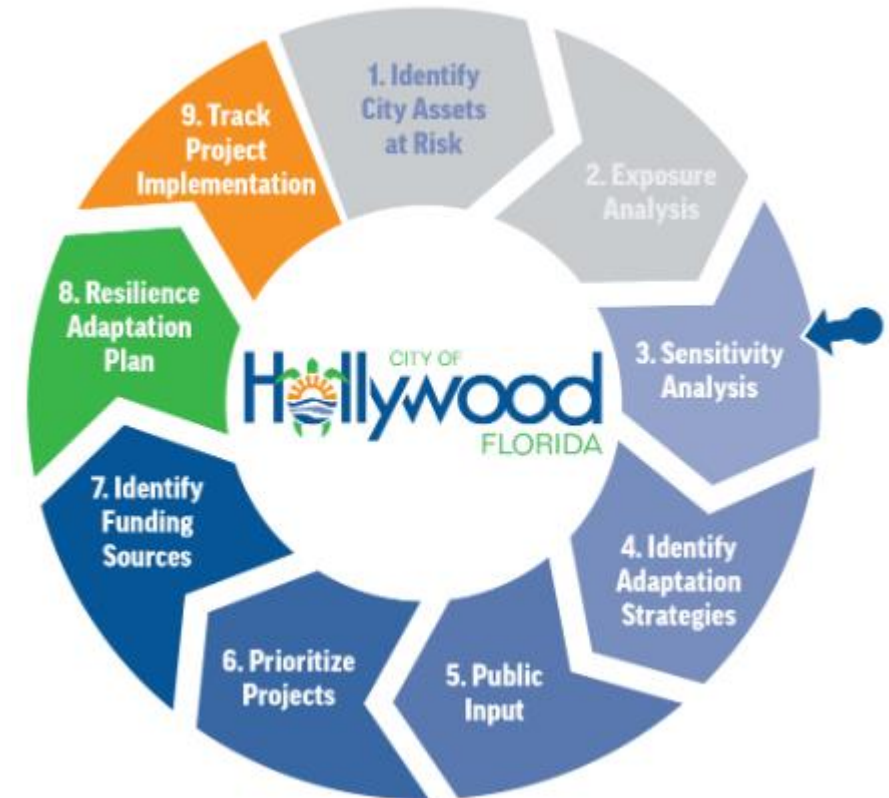 1. Identify
City Assets
at Risk
2. Exposure
Analysis
3. Sensitivity
Analysis
4. Identify
Adaptation
Strategies
5. Public
Input
6. Prioritize
Projects
7. Identify
Funding
Sources
8. Resilience
Adaptation
Plan
9. Track
Project
Implementation
CITY OF
Hollywood
FLORIDA